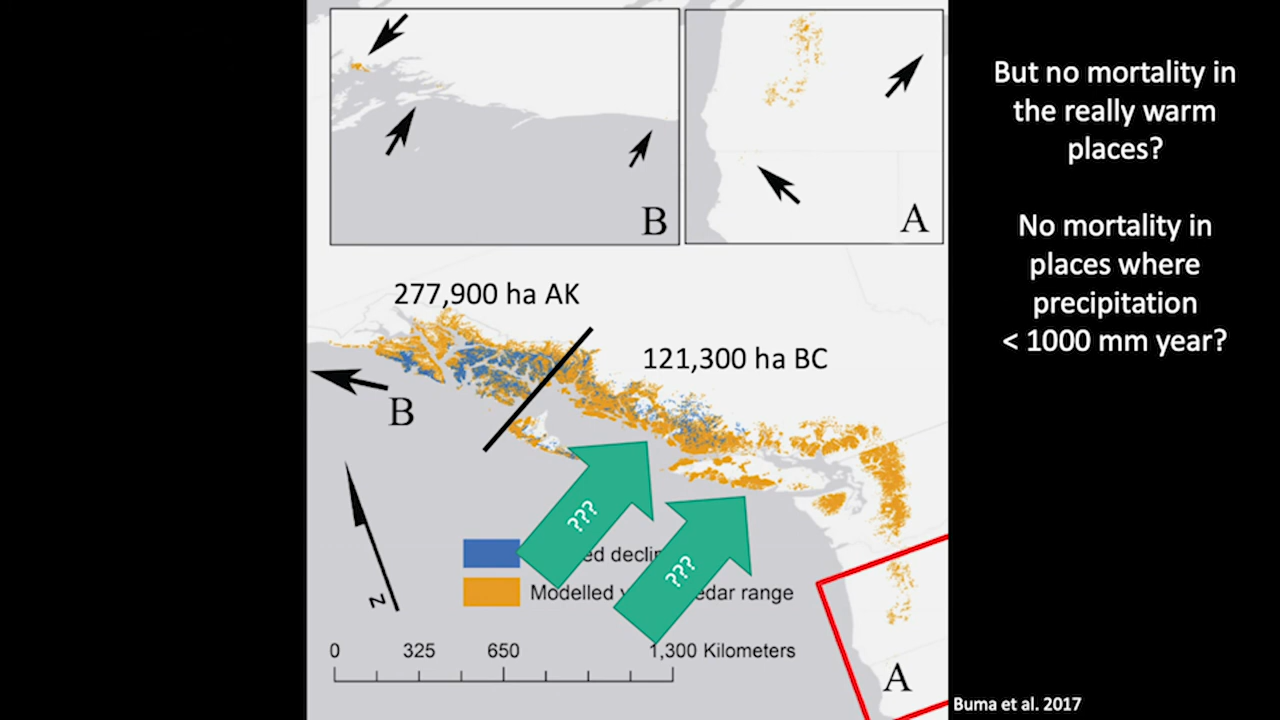 B
A
But no mortality in
the really warm
places?
No mortality in
places where
precipitation
< 1000 mm year?
277,900 ha AK
121,300 ha BC
B
???
???
Modelled
range
N
0 325 650 1,300 Kilometers
A
Buma et al. 2017